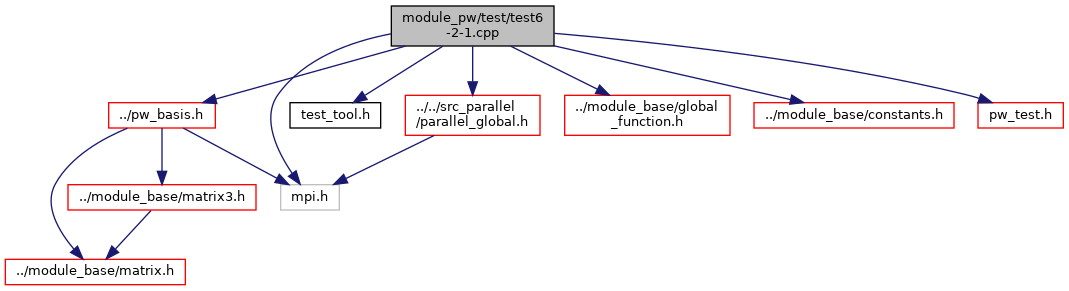 module_pw/test/test6
-2-1.cpp
../pw_basis.h
test_tool.h
../../src_parallel
/parallel_global.h
../module_base/global
_function.h
../module_base/constants.h
pw_test.h
../module_base/matrix3.h
mpi.h
../module_base/matrix.h